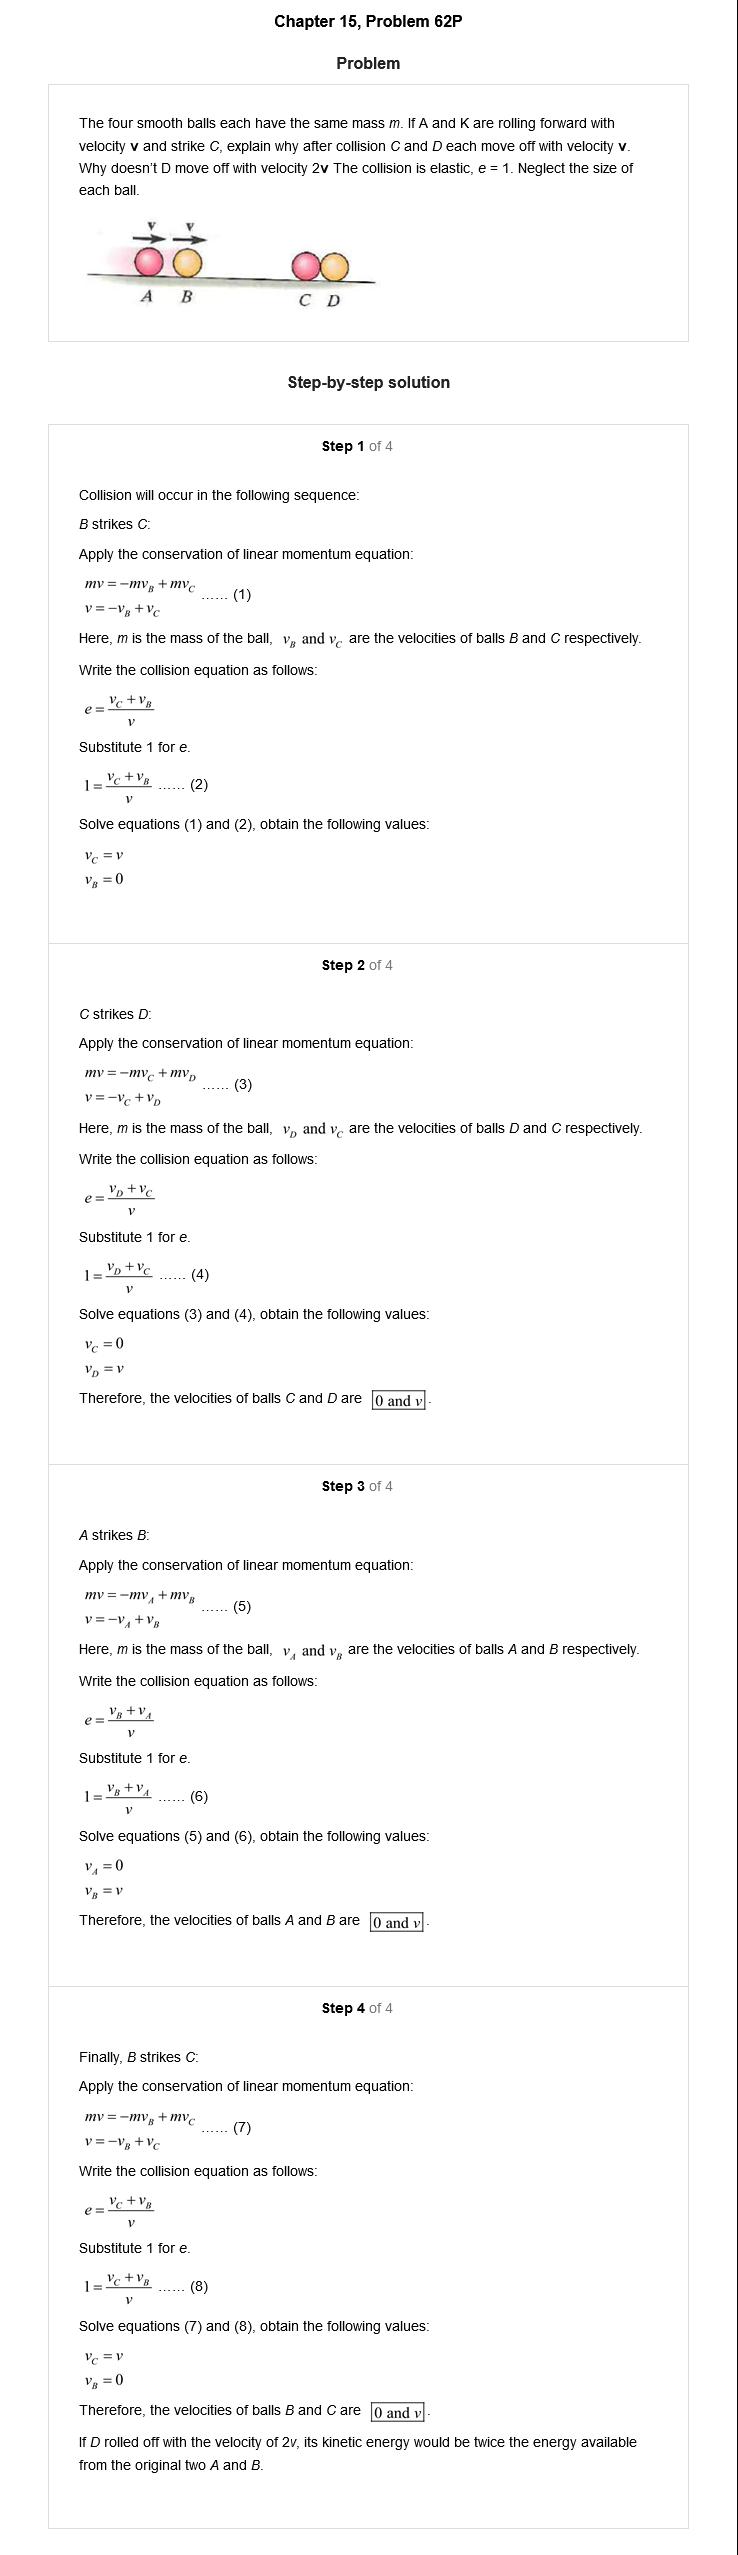 Chapter 15, Problem 62P
Problem
The four smooth balls each have the same mass m. If A and K are rolling forward with
velocity v and strike C, explain why after collision C and D each move off with velocity v.
Why doesn't D move off with velocity 2v The collision is elastic, e = 1. Neglect the size of
each ball.
v v
A B C D
Step-by-step solution
Step 1 of 4
Collision will occur in the following sequence:
B strikes C:
Apply the conservation of linear momentum equation:
mv = −mv_B + mv_C
v = −v_B + v_C ...... (1)
Here, m is the mass of the ball, v_B and v_C are the velocities of balls B and C respectively.
Write the collision equation as follows:
e = (v_C + v_B)/v
Substitute 1 for e.
1 = (v_C + v_B)/v ...... (2)
Solve equations (1) and (2), obtain the following values:
v_C = v
v_B = 0
Step 2 of 4
C strikes D:
Apply the conservation of linear momentum equation:
mv = −mv_C + mv_D
v = −v_C + v_D ...... (3)
Here, m is the mass of the ball, v_D and v_C are the velocities of balls D and C respectively.
Write the collision equation as follows:
e = (v_D + v_C)/v
Substitute 1 for e.
1 = (v_D + v_C)/v ...... (4)
Solve equations (3) and (4), obtain the following values:
v_C = 0
v_D = v
Therefore, the velocities of balls C and D are 0 and v.
Step 3 of 4
A strikes B:
Apply the conservation of linear momentum equation:
mv = −mv_A + mv_B
v = −v_A + v_B ...... (5)
Here, m is the mass of the ball, v_A and v_B are the velocities of balls A and B respectively.
Write the collision equation as follows:
e = (v_B + v_A)/v
Substitute 1 for e.
1 = (v_B + v_A)/v ...... (6)
Solve equations (5) and (6), obtain the following values:
v_A = 0
v_B = v
Therefore, the velocities of balls A and B are 0 and v.
Step 4 of 4
Finally, B strikes C:
Apply the conservation of linear momentum equation:
mv = −mv_B + mv_C
v = −v_B + v_C ...... (7)
Write the collision equation as follows:
e = (v_C + v_B)/v
Substitute 1 for e.
1 = (v_C + v_B)/v ...... (8)
Solve equations (7) and (8), obtain the following values:
v_C = v
v_B = 0
Therefore, the velocities of balls B and C are 0 and v.
If D rolled off with the velocity of 2v, its kinetic energy would be twice the energy available
from the original two A and B.